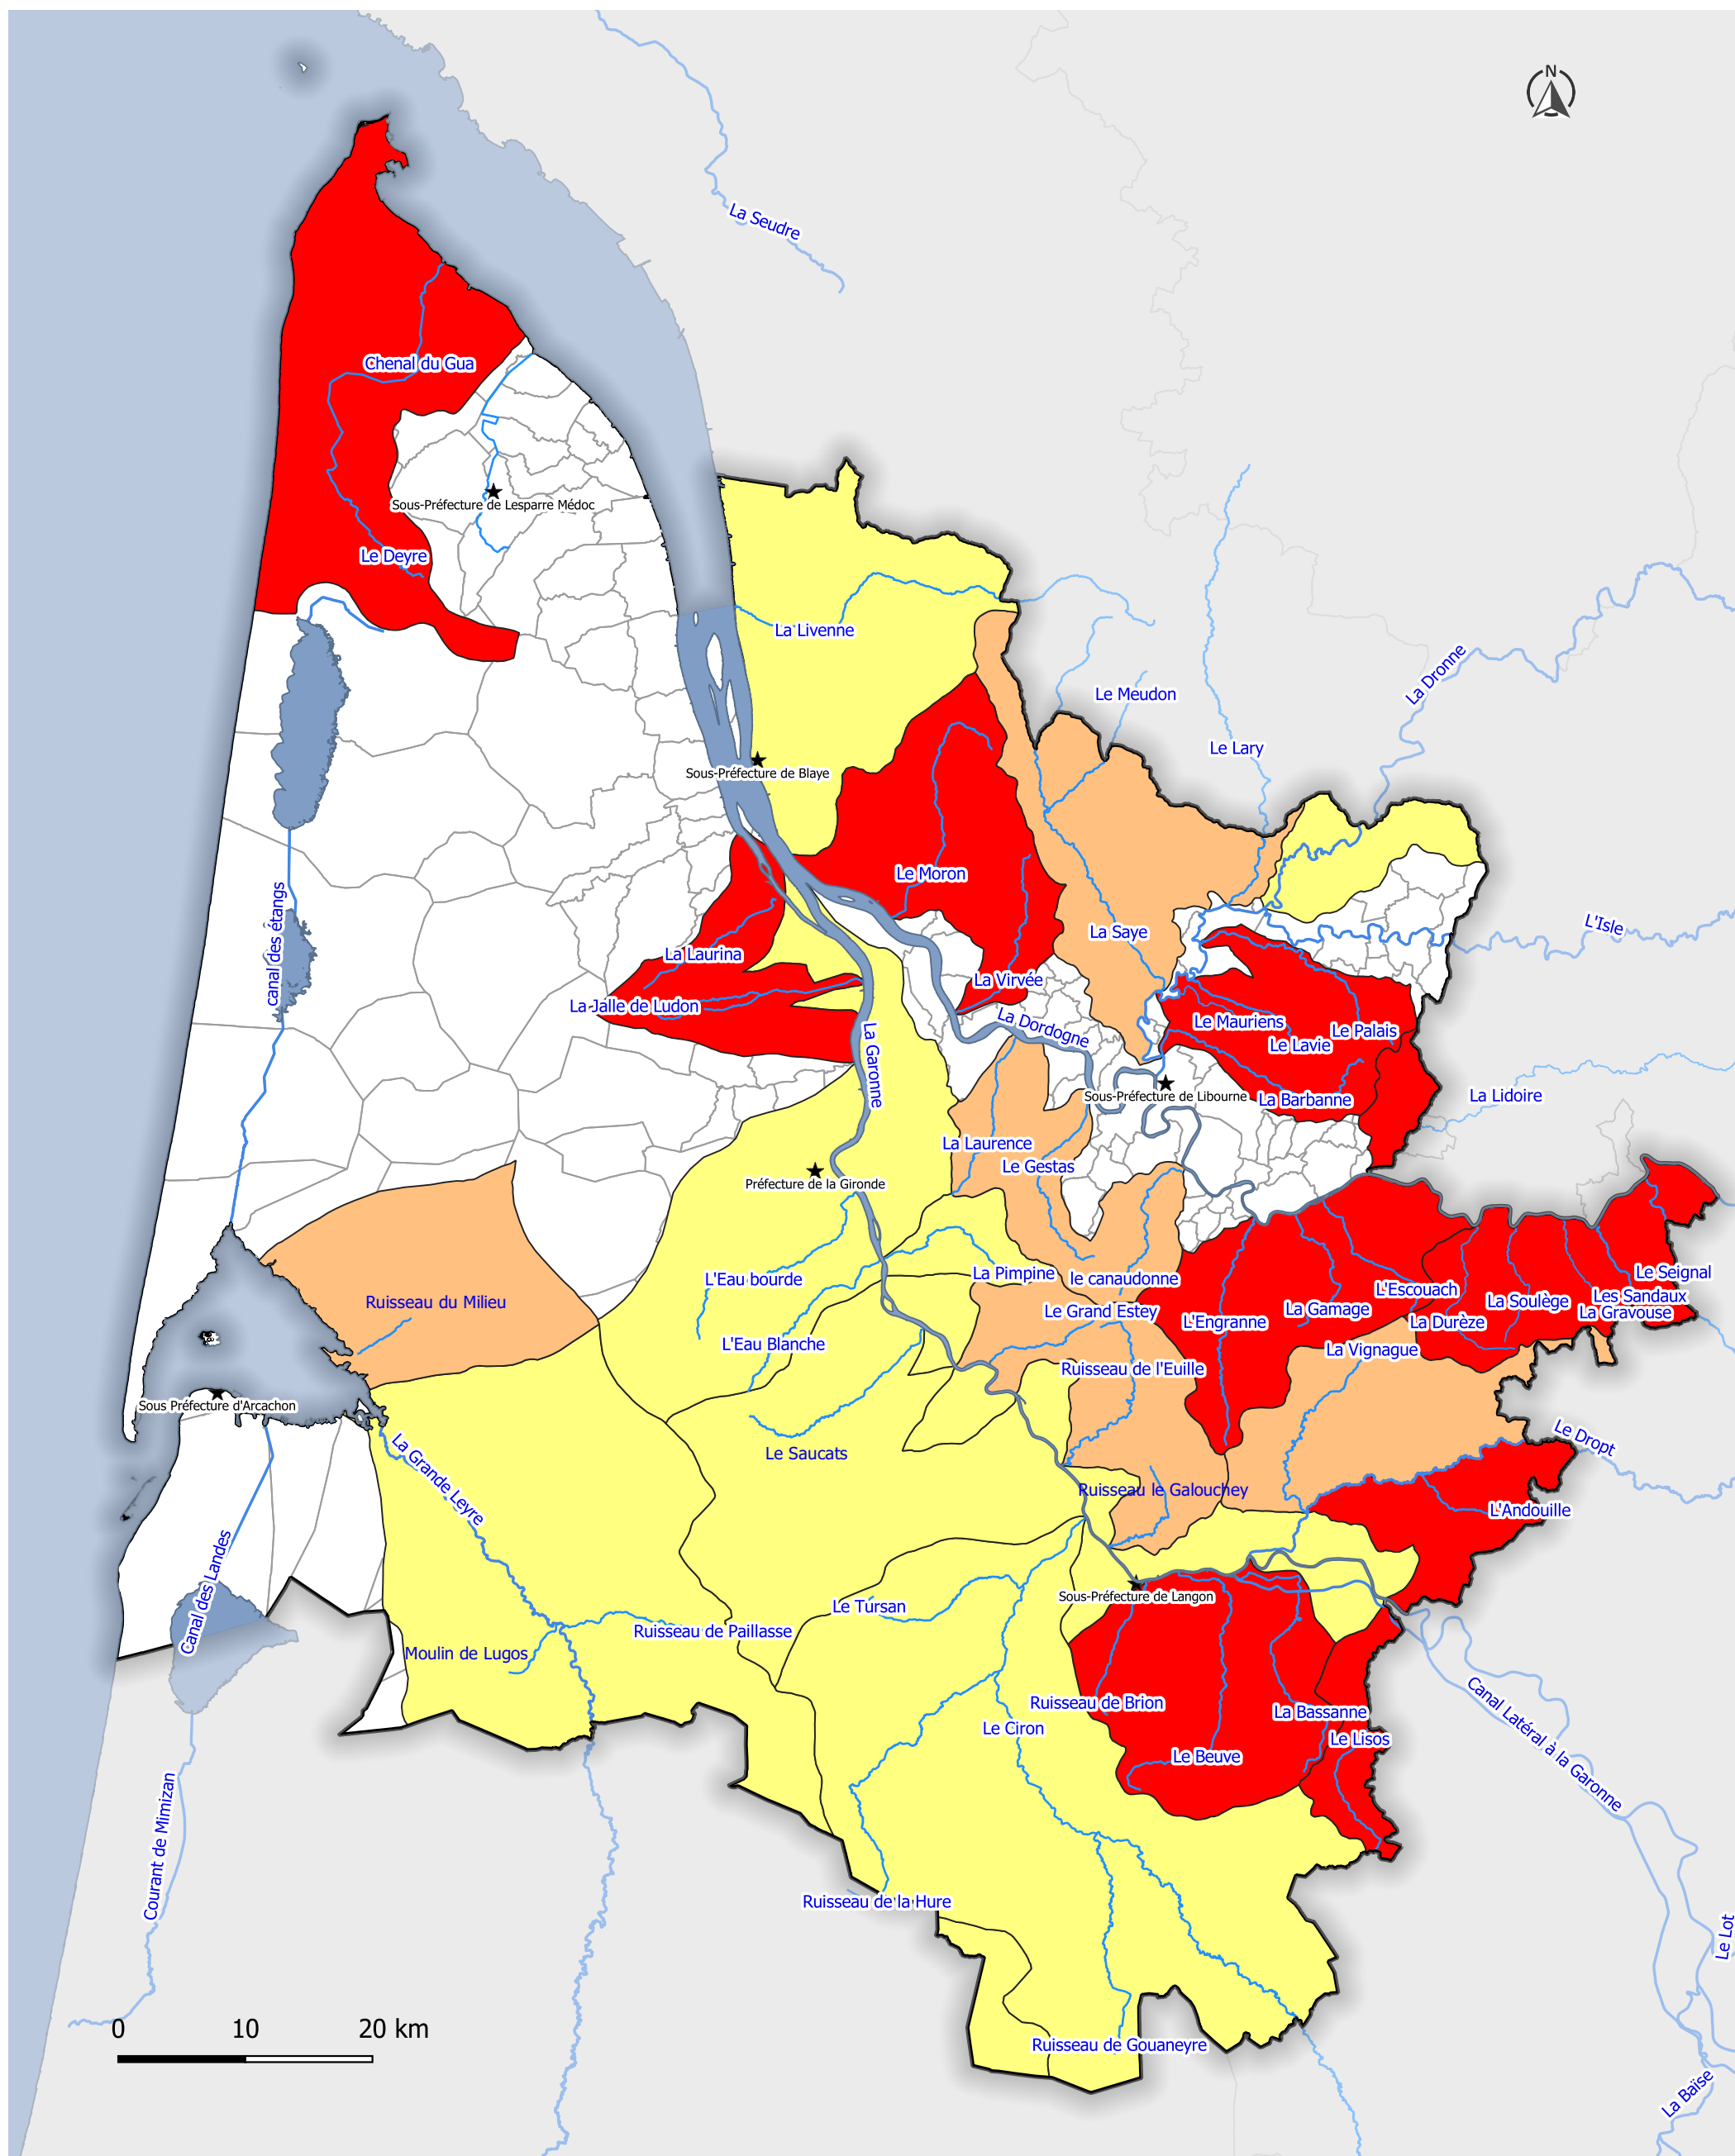 N
La Seudre
Chenal du Gua
Sous-Préfecture de Lesparre Médoc
Le Deyre
La Livenne
La Dronne
Le Meudon
Le Lary
Sous-Préfecture de Blaye
Le Moron
canal des étangs
La Saye
L'Isle
La Laurina
La Virvée
La Jalle de Ludon
La Dordogne
Le Mauriens
Le Palais
Le Lavie
La Garonne
Sous-Préfecture de Libourne
La Barbanne
La Lidoire
La Laurence
Le Gestas
Préfecture de la Gironde
L'Eau bourde
La Pimpine
le canaudonne
Le Seignal
L'Escouach
Les Sandaux
La Soulège
Ruisseau du Milieu
Le Grand Estey
La Gamage
La Gravouse
L'Engranne
La Durèze
L'Eau Blanche
La Vignague
Ruisseau de l'Euille
Sous Préfecture d'Arcachon
Le Saucats
Le Dropt
La Grande Leyre
Ruisseau le Galouchey
L'Andouille
Canal des Landes
Sous-Préfecture de Langon
Le Tursan
Ruisseau de Paillasse
Moulin de Lugos
Ruisseau de Brion
La Bassanne
Le Ciron
Le Lisos
Canal Latéral à la Garonne
Le Beuve
Courant de Mimizan
Ruisseau de la Hure
Le Lot
0 10 20 km
Ruisseau de Gouaneyre
La Baïse